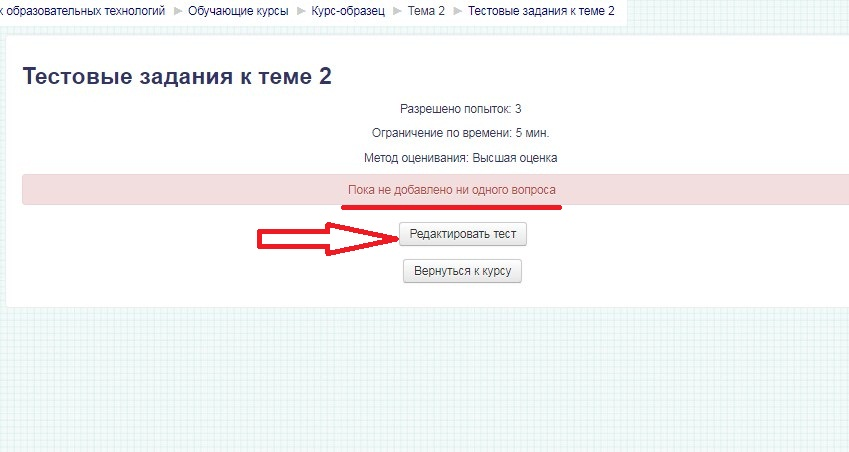 х образовательных технологий ► Обучающие курсы ► Курс-образец ► Тема 2 ► Тестовые задания к теме 2
Тестовые задания к теме 2
Разрешено попыток: 3
Ограничение по времени: 5 мин.
Метод оценивания: Высшая оценка
Пока не добавлено ни одного вопроса
Редактировать тест
Вернуться к курсу